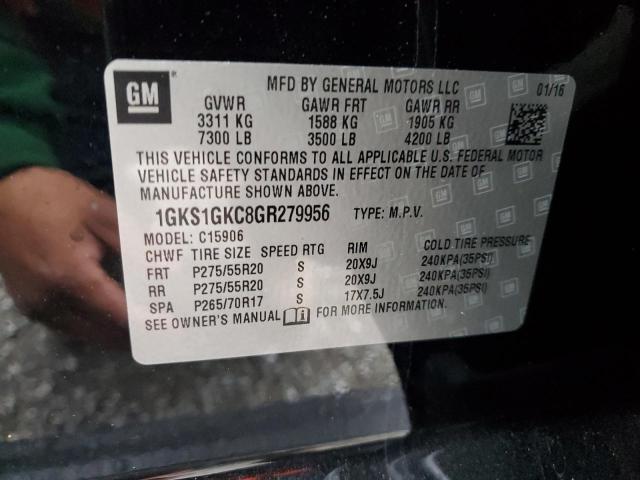 GM
MFD BY GENERAL MOTORS LLC 01/16
GVWR GAWR FRT GAWR RR
3311 KG 1588 KG 1905 KG
7300 LB 3500 LB 4200 LB
THIS VEHICLE CONFORMS TO ALL APPLICABLE U.S. FEDERAL MOTOR
VEHICLE SAFETY STANDARDS IN EFFECT ON THE DATE OF
MANUFACTURE SHOWN ABOVE.
1GKS1GKC8GR279956 TYPE: M.P.V.
MODEL: C15906
CHWF TIRE SIZE SPEED RTG RIM COLD TIRE PRESSURE
FRT P275/55R20 S 20X9J 240KPA(35PSI)
RR P275/55R20 S 20X9J 240KPA(35PSI)
SPA P265/70R17 S 17X7.5J 240KPA(35PSI)
SEE OWNER'S MANUAL FOR MORE INFORMATION.